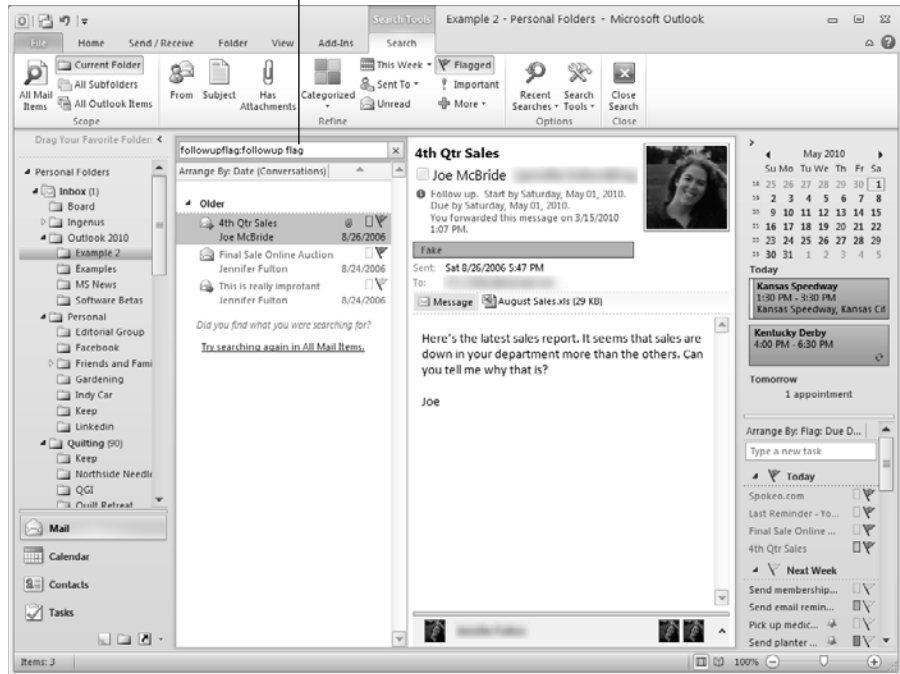 Search Tools
Example 2 - Personal Folders - Microsoft Outlook
File Home Send / Receive Folder View Add-Ins Search
All Mail Items
Current Folder
All Subfolders
All Outlook Items
Scope
From
Subject
Has Attachments
Categorized
This Week
Sent To
Unread
Flagged
Important
More
Refine
Recent Searches
Search Tools
Options
Close Search
Close
Drag Your Favorite Folders
Personal Folders
Inbox (1)
Board
Ingenus
Outlook 2010
Example 2
Examples
MS News
Software Betas
Personal
Editorial Group
Facebook
Friends and Fami
Gardening
Indy Car
Keep
Linkedin
Quilting (90)
Keep
Northside Needle
QGI
Quilt Retreat
Mail
Calendar
Contacts
Tasks
Items: 3
followupflag:followup flag
Arrange By: Date (Conversations)
Older
4th Qtr Sales
Joe McBride 8/26/2006
Final Sale Online Auction
Jennifer Fulton 8/24/2006
This is really improtant
Jennifer Fulton 8/24/2006
Did you find what you were searching for?
Try searching again in All Mail Items.
4th Qtr Sales
Joe McBride
Follow up. Start by Saturday, May 01, 2010.
Due by Saturday, May 01, 2010.
You forwarded this message on 3/15/2010
1:07 PM.
Fake
Sent: Sat 8/26/2006 5:47 PM
To:
Message August Sales.xls (29 KB)
Here's the latest sales report. It seems that sales are
down in your department more than the others. Can
you tell me why that is?
Joe
May 2010
Su Mo Tu We Th Fr Sa
18 25 26 27 28 29 30 1
19 2 3 4 5 6 7 8
20 9 10 11 12 13 14 15
21 16 17 18 19 20 21 22
22 23 24 25 26 27 28 29
23 30 31 1 2 3 4 5
Today
Kansas Speedway
1:30 PM - 3:30 PM
Kansas Speedway, Kansas Cit
Kentucky Derby
4:00 PM - 6:30 PM
Tomorrow
1 appointment
Arrange By: Flag: Due D...
Type a new task
Today
Spokeo.com
Last Reminder - Yo...
Final Sale Online ...
4th Qtr Sales
Next Week
Send membership...
Send email remin...
Pick up medic...
Send planter ...
100%